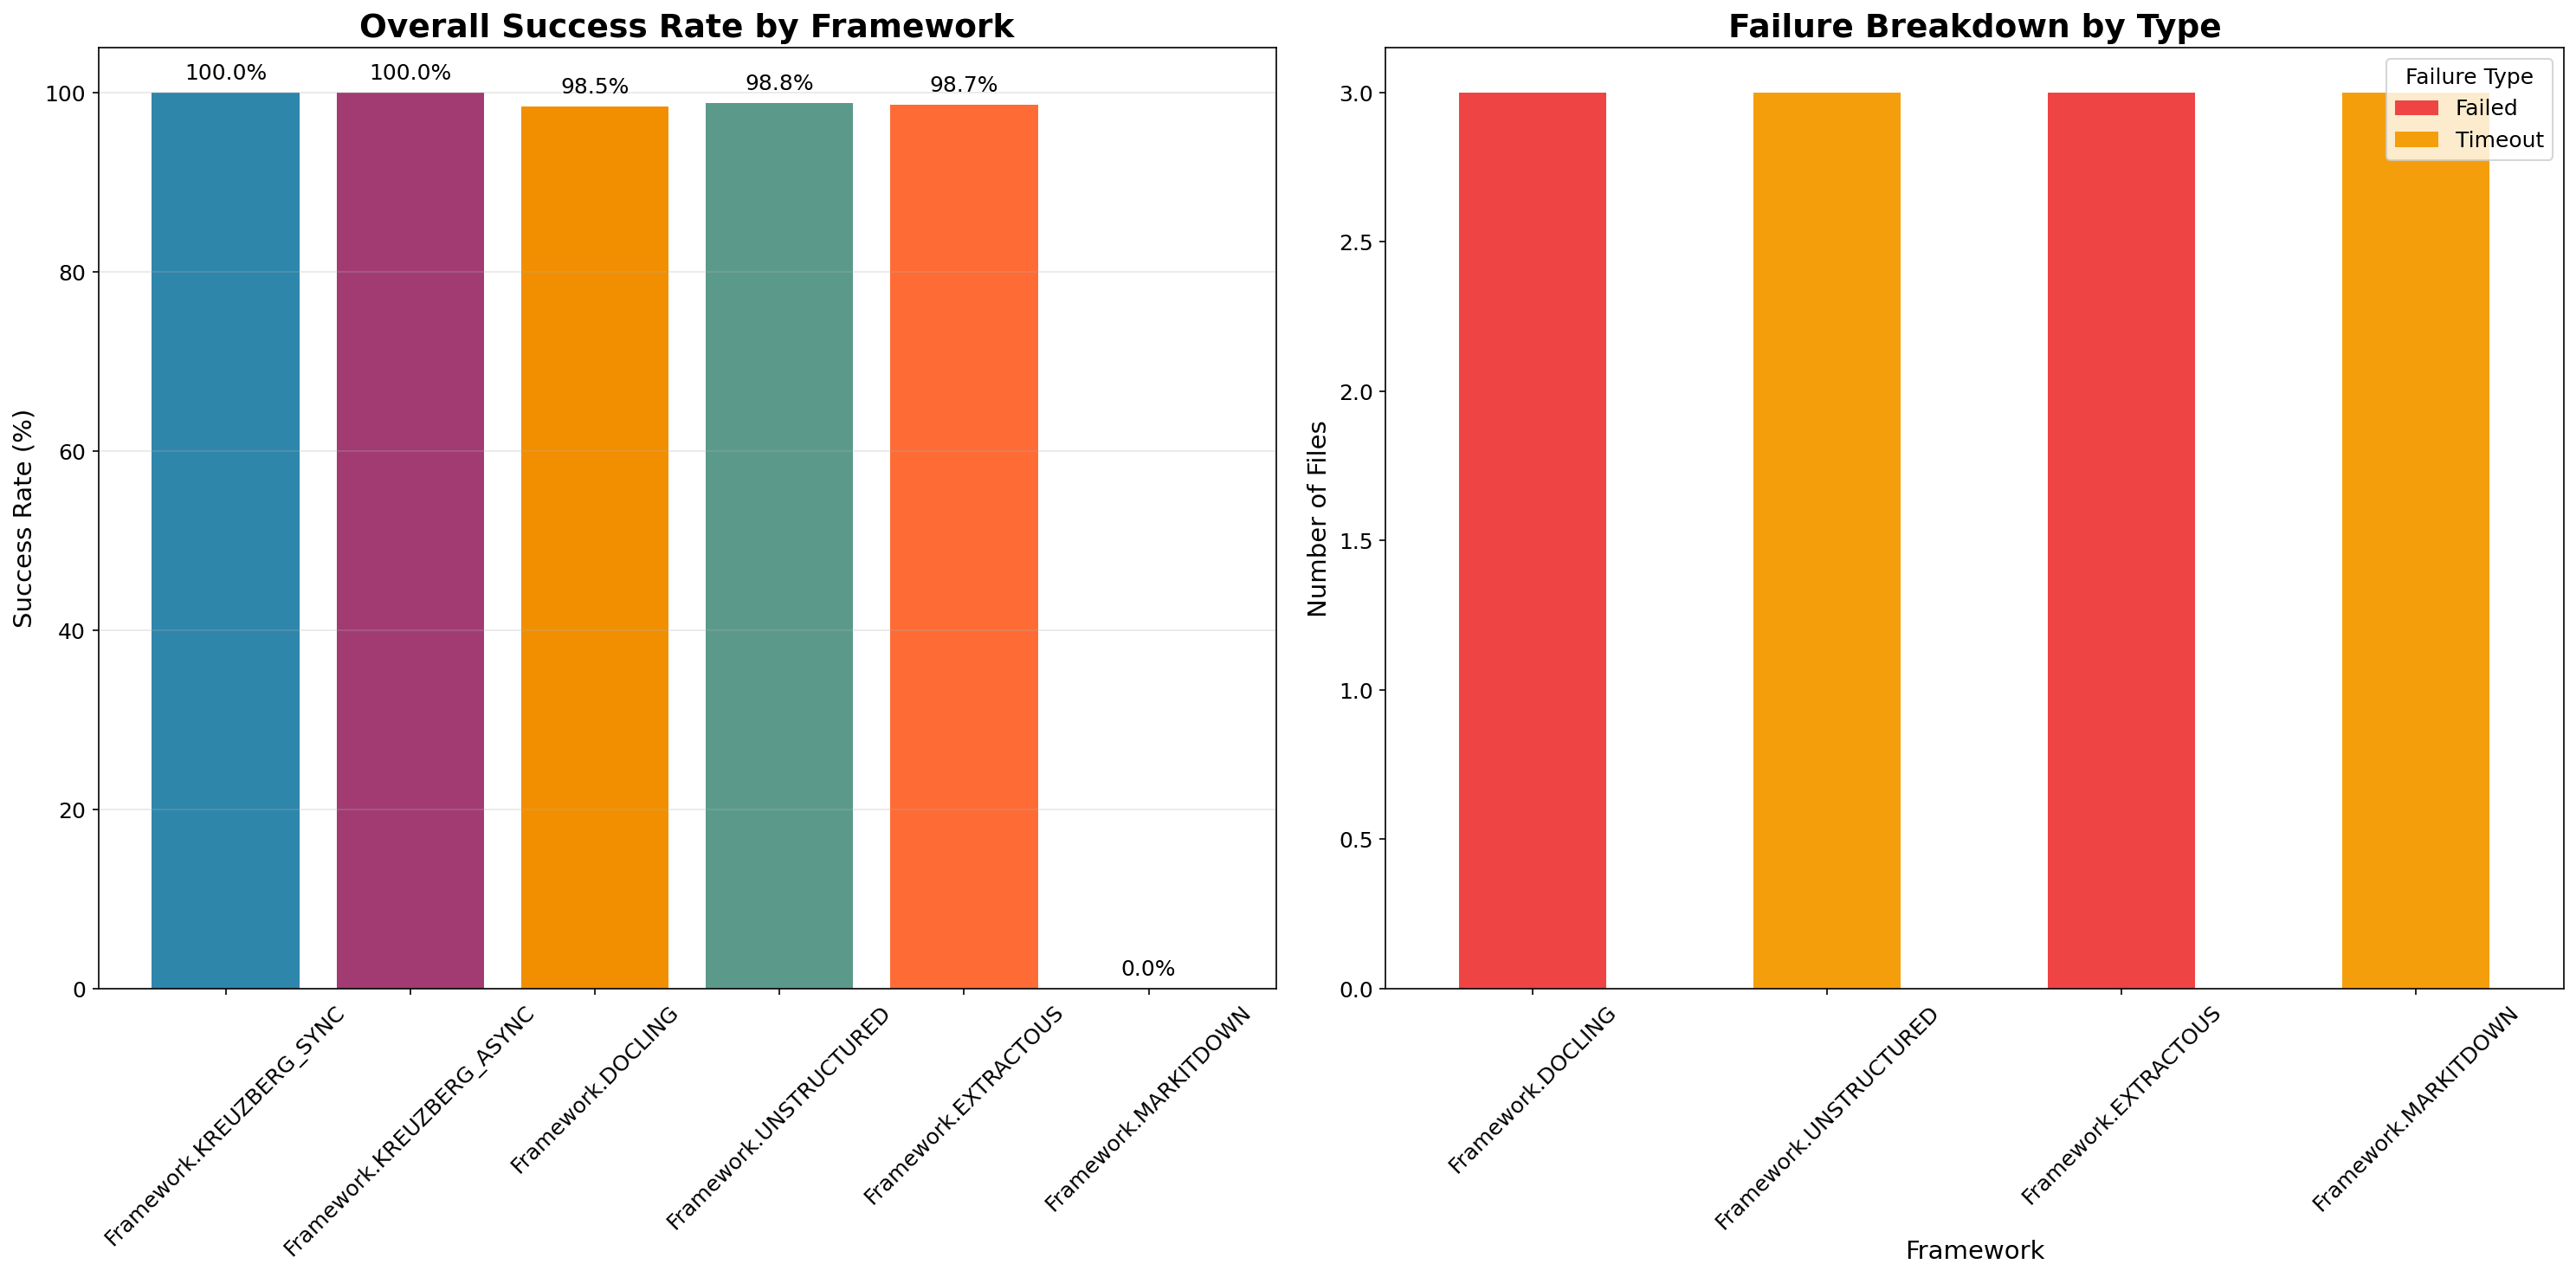 Overall Success Rate by Framework
Success Rate (%)
100
80
60
40
20
0
100.0%
100.0%
98.5%
98.8%
98.7%
0.0%
Framework.KREUZBERG_SYNC
Framework.KREUZBERG_ASYNC
Framework.DOCLING
Framework.UNSTRUCTURED
Framework.EXTRACTOUS
Framework.MARKITDOWN
Failure Breakdown by Type
Number of Files
3.0
2.5
2.0
1.5
1.0
0.5
0.0
Failure Type
Failed
Timeout
Framework.DOCLING
Framework.UNSTRUCTURED
Framework.EXTRACTOUS
Framework.MARKITDOWN
Framework